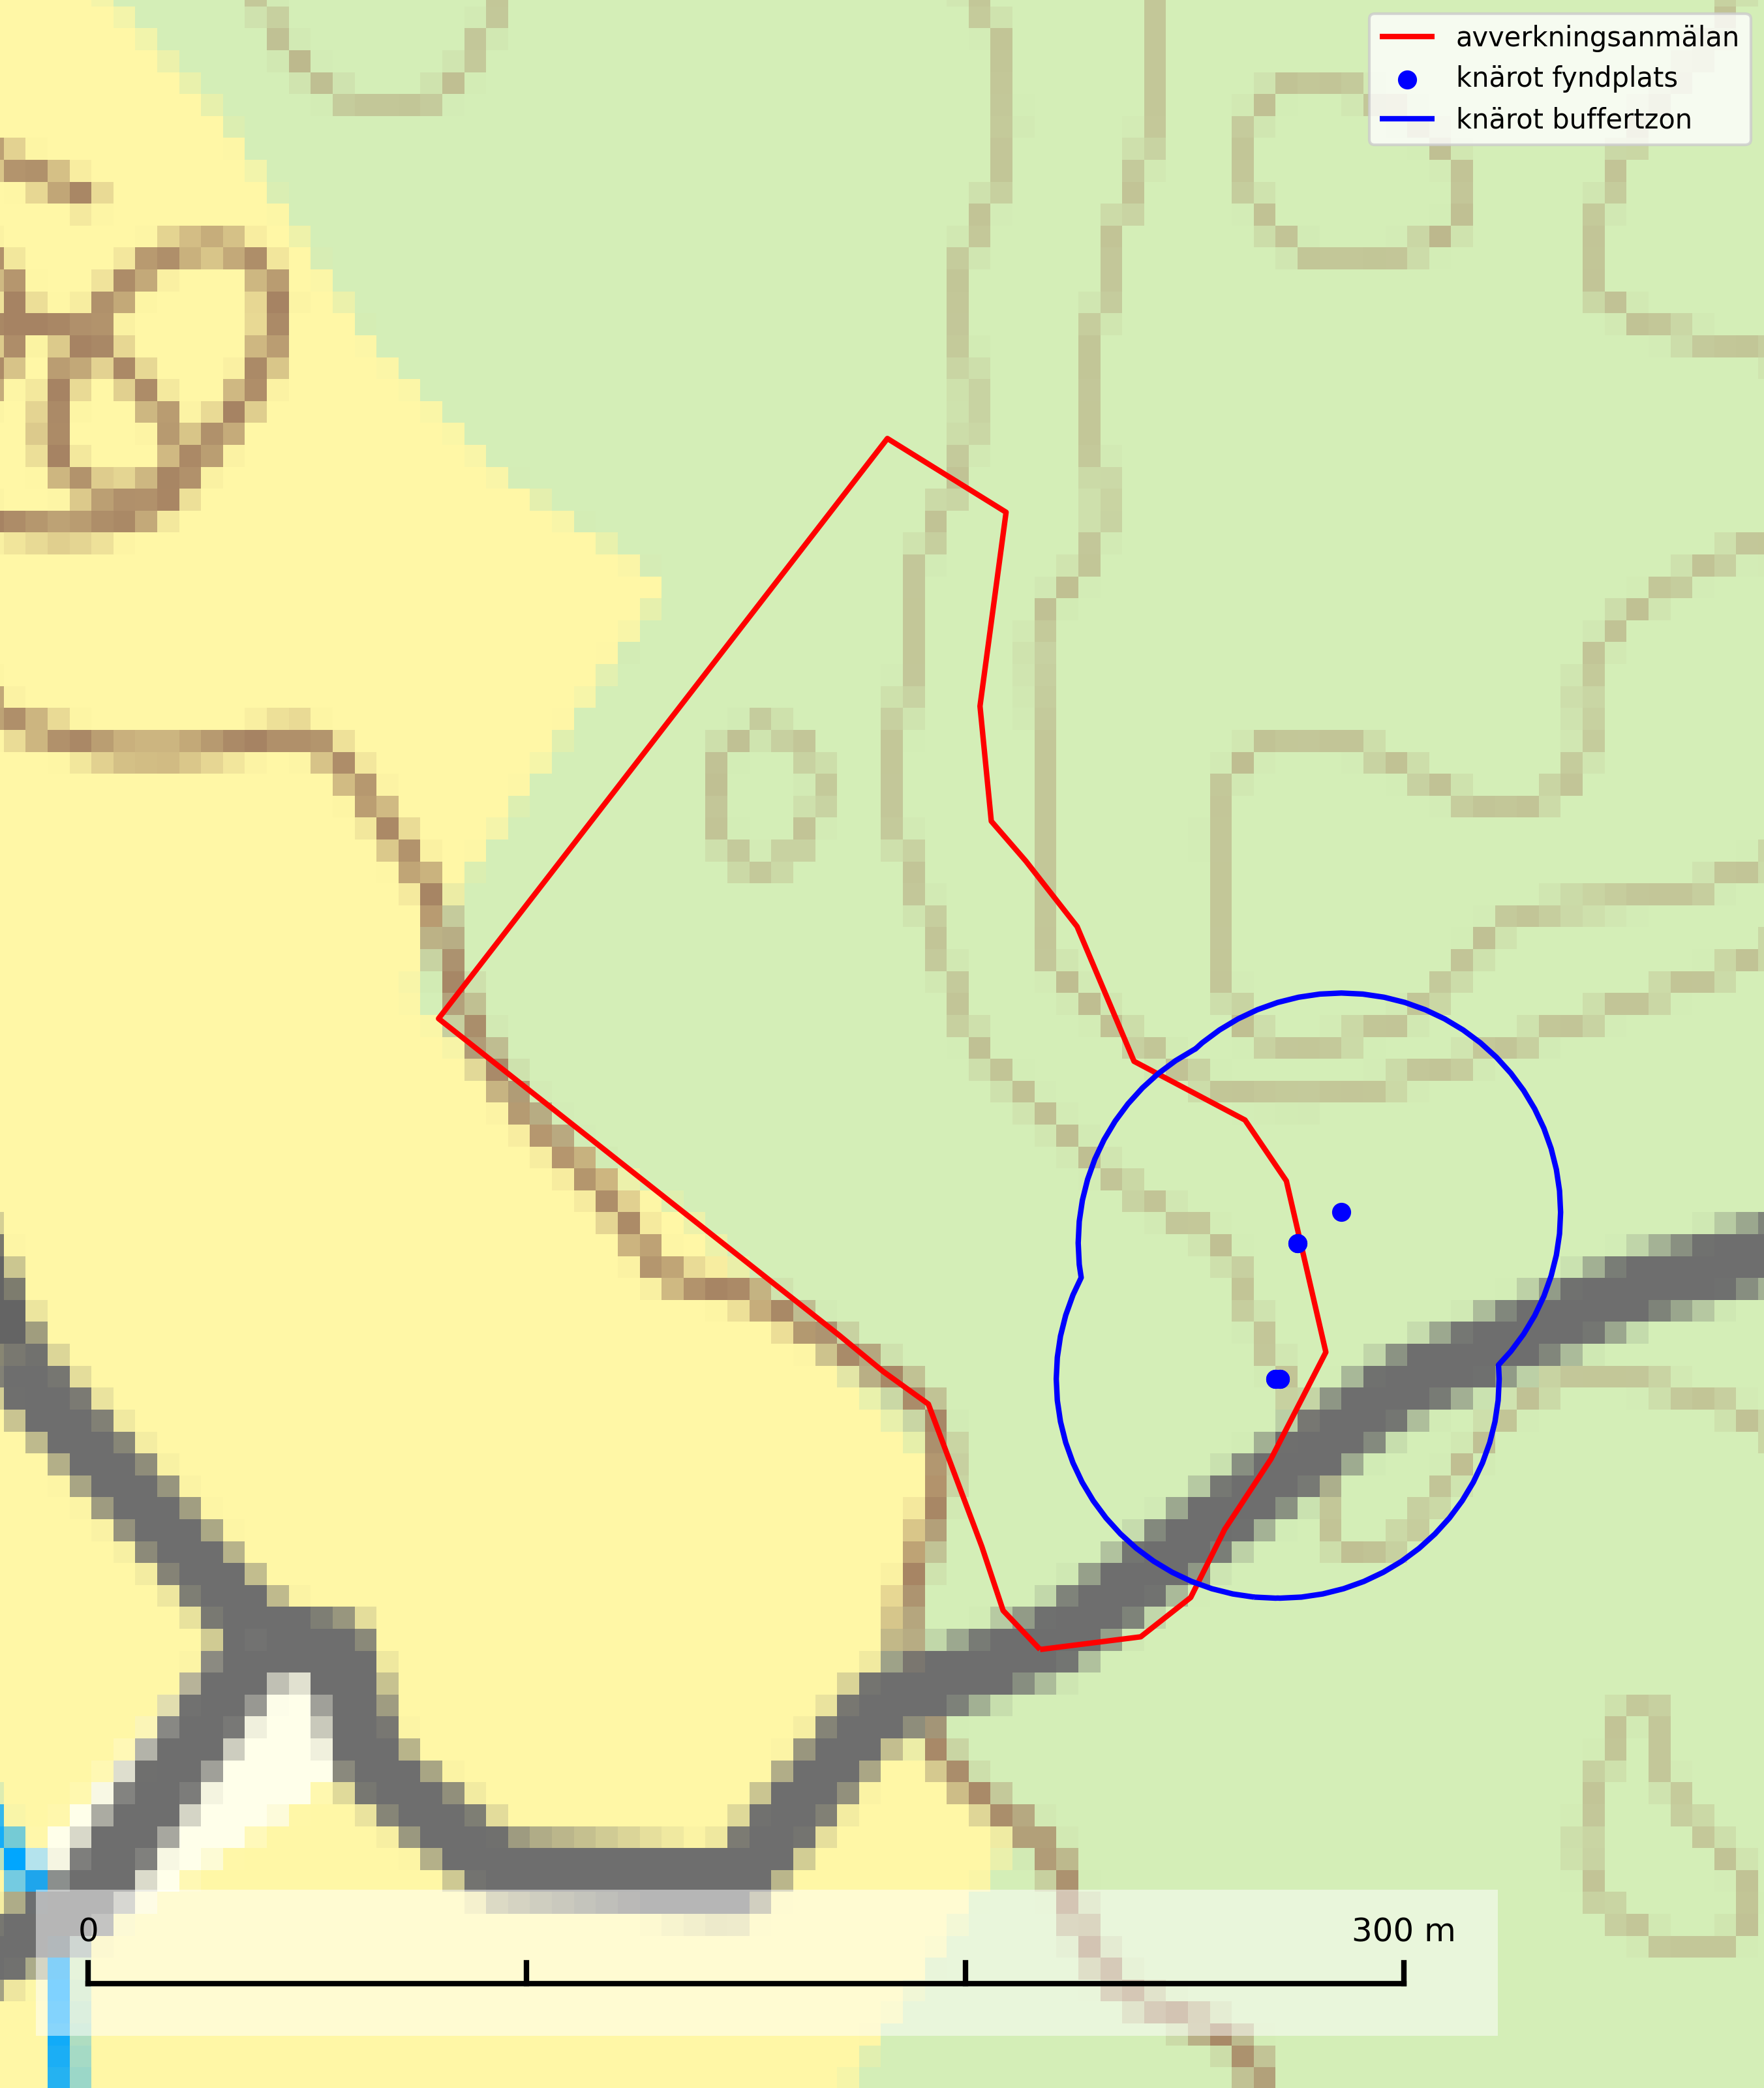 avverkningsanmälan
knärot fyndplats
knärot buffertzon
0 300 m